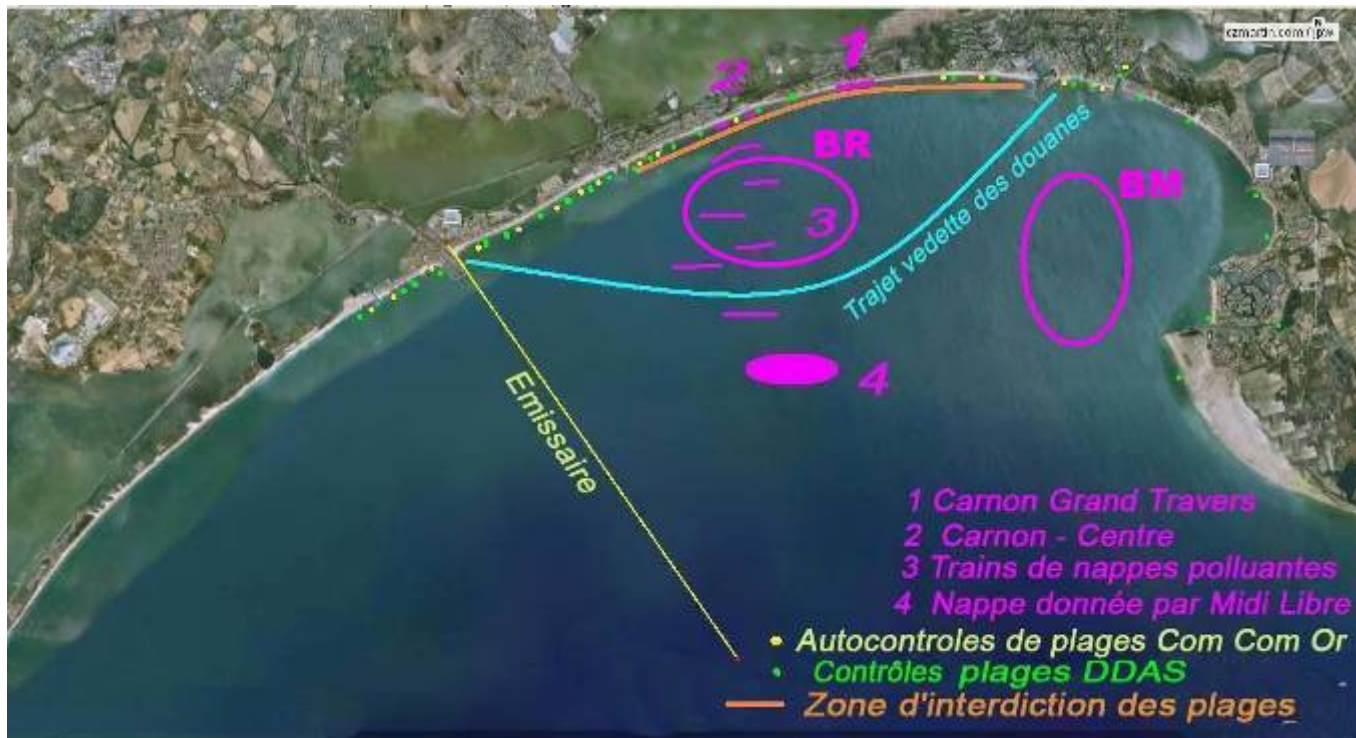 czmartin.com
N
1
2
BR
BM
3
Trajet vedette des douanes
4
Emissaire
1 Carnon Grand Travers
2 Carnon - Centre
3 Trains de nappes polluantes
4 Nappe donnée par Midi Libre
Autocontroles de plages Com Com Or
Contrôles plages DDAS
Zone d'interdiction des plages